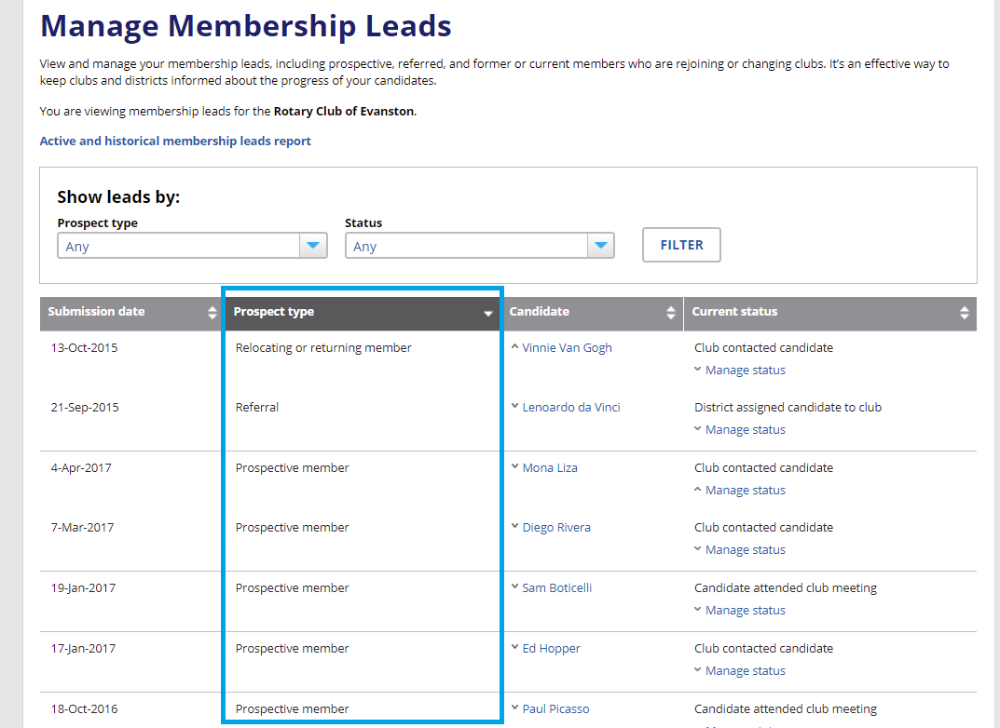 Manage Membership Leads
View and manage your membership leads, including prospective, referred, and former or current members who are rejoining or changing clubs. It's an effective way to
keep clubs and districts informed about the progress of your candidates.
You are viewing membership leads for the Rotary Club of Evanston.
Active and historical membership leads report
Show leads by:
Prospect type Status
Any Any FILTER
Submission date Prospect type Candidate Current status
13-Oct-2015 Relocating or returning member Vinnie Van Gogh Club contacted candidate
Manage status
21-Sep-2015 Referral Lenoardo da Vinci District assigned candidate to club
Manage status
4-Apr-2017 Prospective member Mona Liza Club contacted candidate
Manage status
7-Mar-2017 Prospective member Diego Rivera Club contacted candidate
Manage status
19-Jan-2017 Prospective member Sam Boticelli Candidate attended club meeting
Manage status
17-Jan-2017 Prospective member Ed Hopper Club contacted candidate
Manage status
18-Oct-2016 Prospective member Paul Picasso Candidate attended club meeting